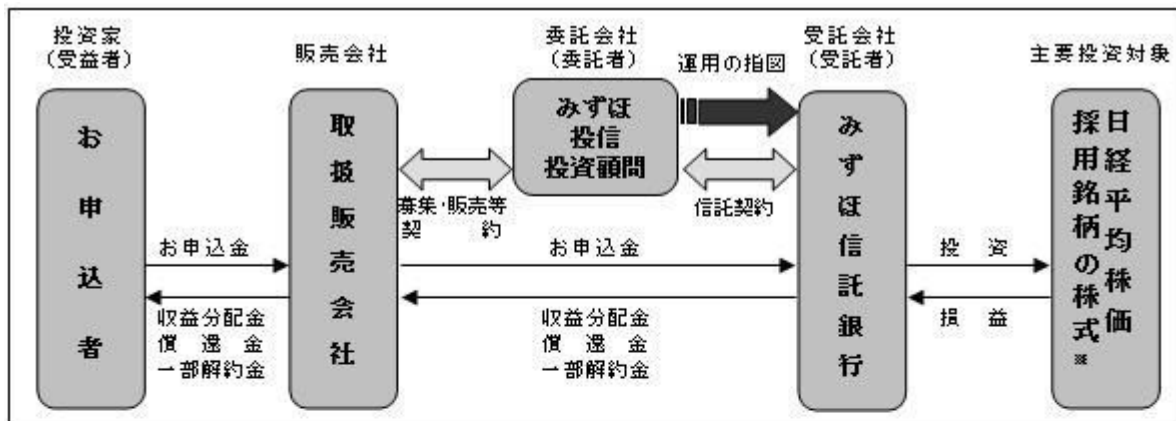 投資家
（受益者）
販売会社
委託会社
（委託者）
運用の指図
受託会社
（受託者）
主要投資対象
お申込者
取扱販売会社
みずほ
投信
投資顧問
みずほ信託銀行
日経平均株価
採用銘柄の株式※
募集・販売等
契約
信託契約
お申込金
お申込金
投資
収益分配金
償還金
一部解約金
収益分配金
償還金
一部解約金
損益